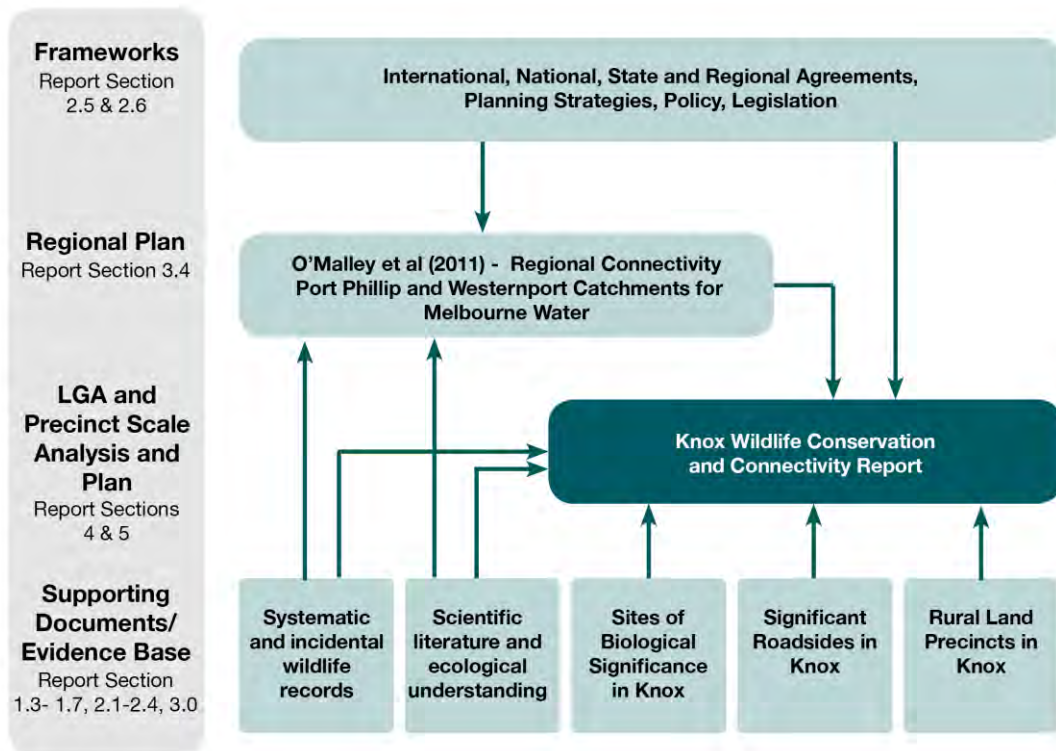 Frameworks
Report Section
2.5 & 2.6
International, National, State and Regional Agreements,
Planning Strategies, Policy, Legislation
Regional Plan
Report Section 3.4
O’Malley et al (2011) - Regional Connectivity
Port Phillip and Westernport Catchments for
Melbourne Water
LGA and
Precinct Scale
Analysis and
Plan
Report Sections
4 & 5
Knox Wildlife Conservation
and Connectivity Report
Supporting
Documents/
Evidence Base
Report Section
1.3- 1.7, 2.1-2.4, 3.0
Systematic
and incidental
wildlife
records
Scientific
literature and
ecological
understanding
Sites of
Biological
Significance
in Knox
Significant
Roadsides in
Knox
Rural Land
Precincts in
Knox